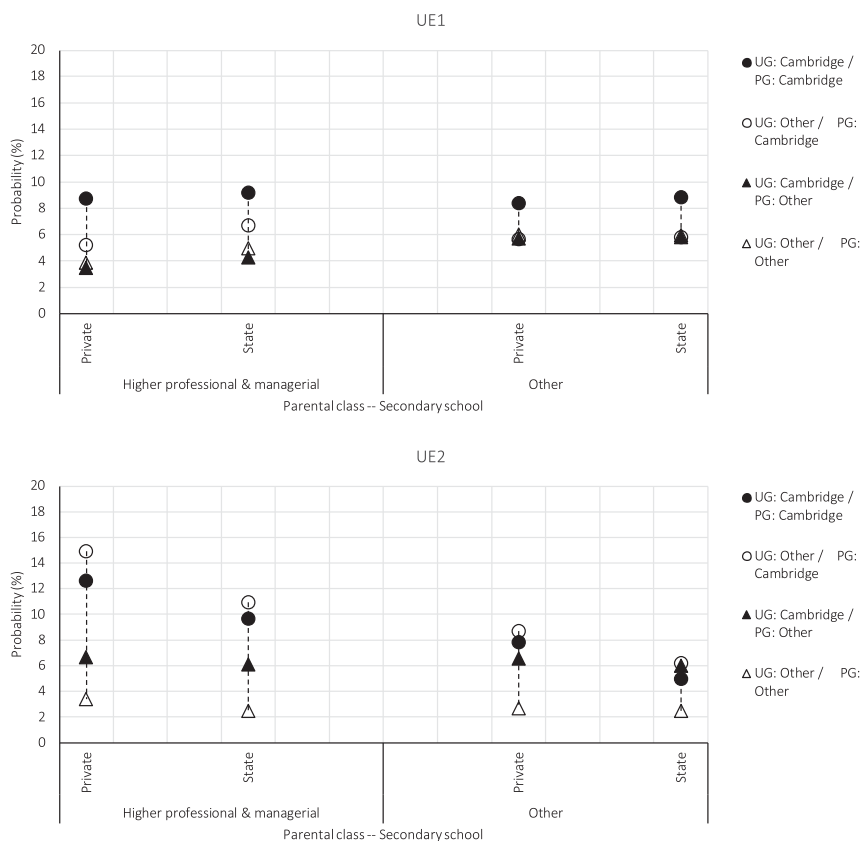 UE1
20
18
16
14
12
10
8
6
4
2
0
Probability (%)
Private
State
Private
State
Higher professional & managerial
Other
Parental class -- Secondary school
UG: Cambridge /
PG: Cambridge
UG: Other / PG:
Cambridge
UG: Cambridge /
PG: Other
UG: Other / PG:
Other
UE2
20
18
16
14
12
10
8
6
4
2
0
Probability (%)
Private
State
Private
State
Higher professional & managerial
Other
Parental class -- Secondary school
UG: Cambridge /
PG: Cambridge
UG: Other / PG:
Cambridge
UG: Cambridge /
PG: Other
UG: Other / PG:
Other